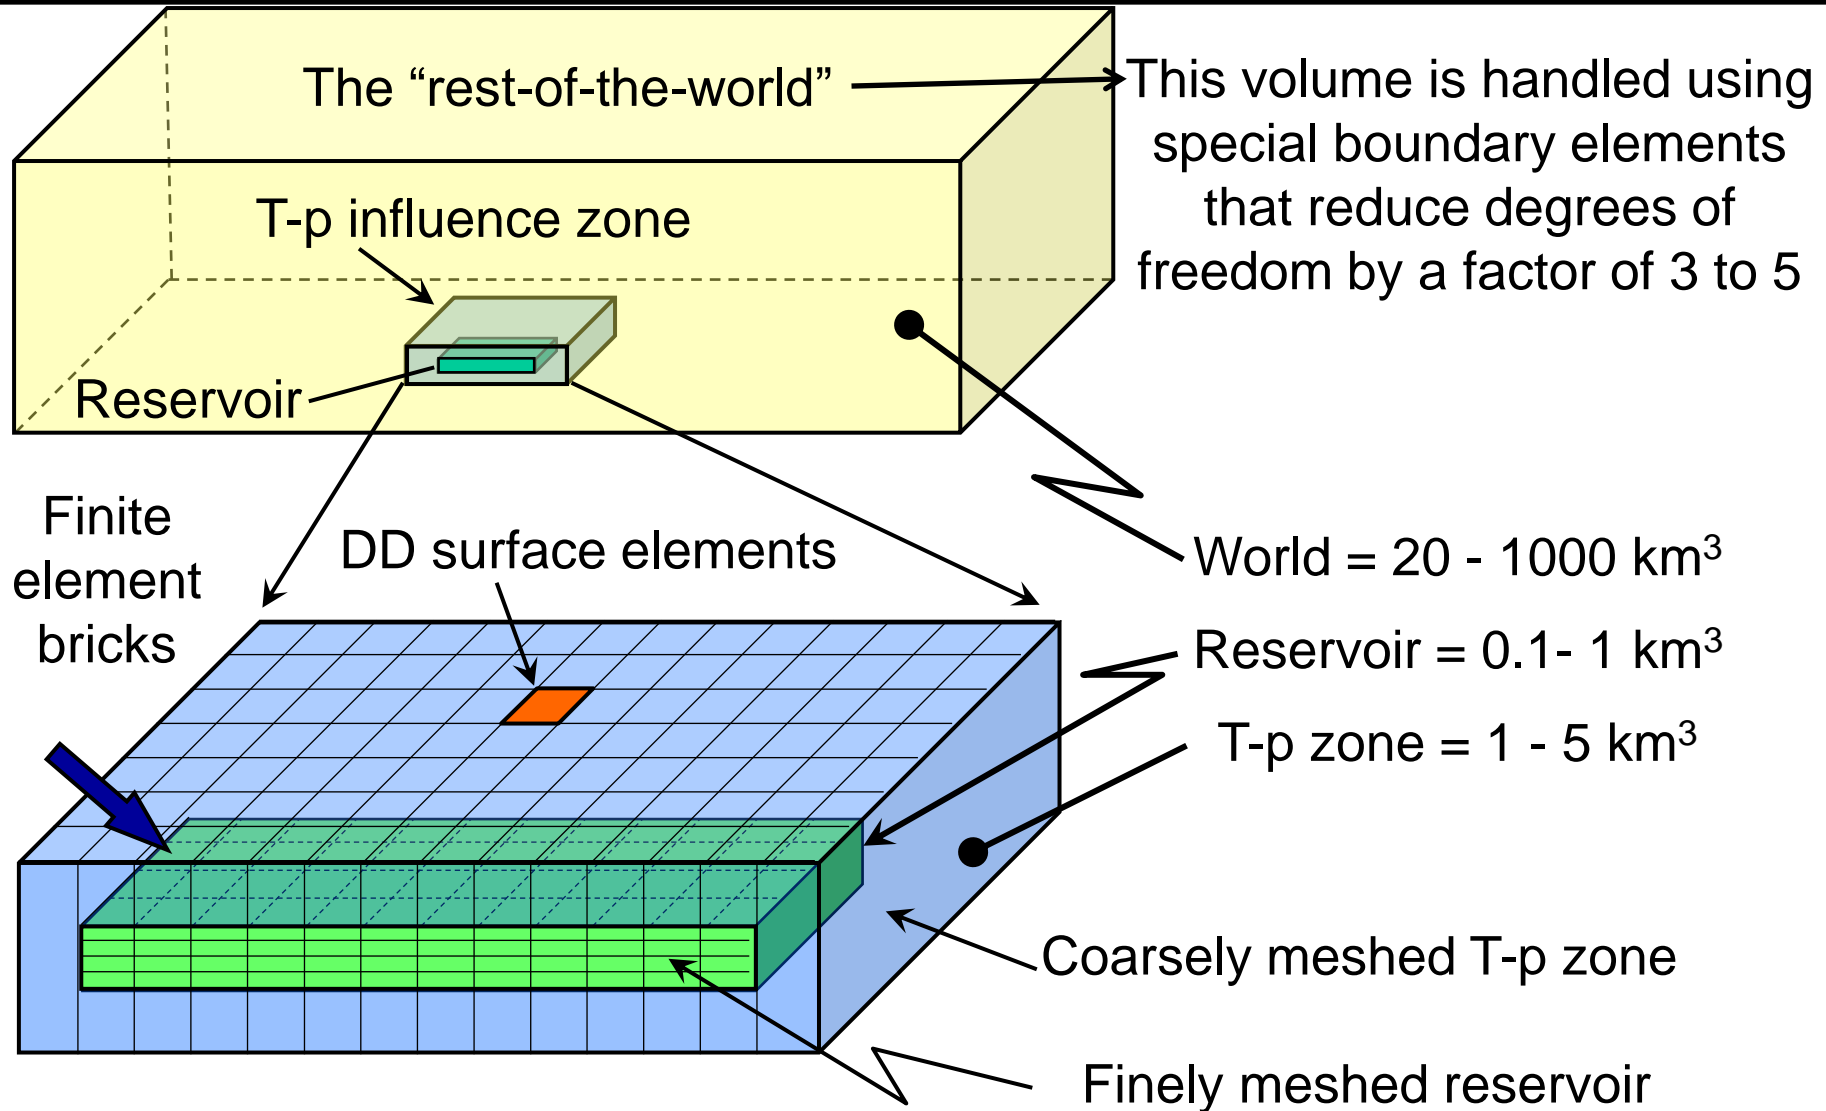 The “rest-of-the-world”
This volume is handled using
special boundary elements
that reduce degrees of
freedom by a factor of 3 to 5
T-p influence zone
Reservoir
Finite
element
bricks
DD surface elements
World = 20 - 1000 km³
Reservoir = 0.1- 1 km³
T-p zone = 1 - 5 km³
Coarsely meshed T-p zone
Finely meshed reservoir